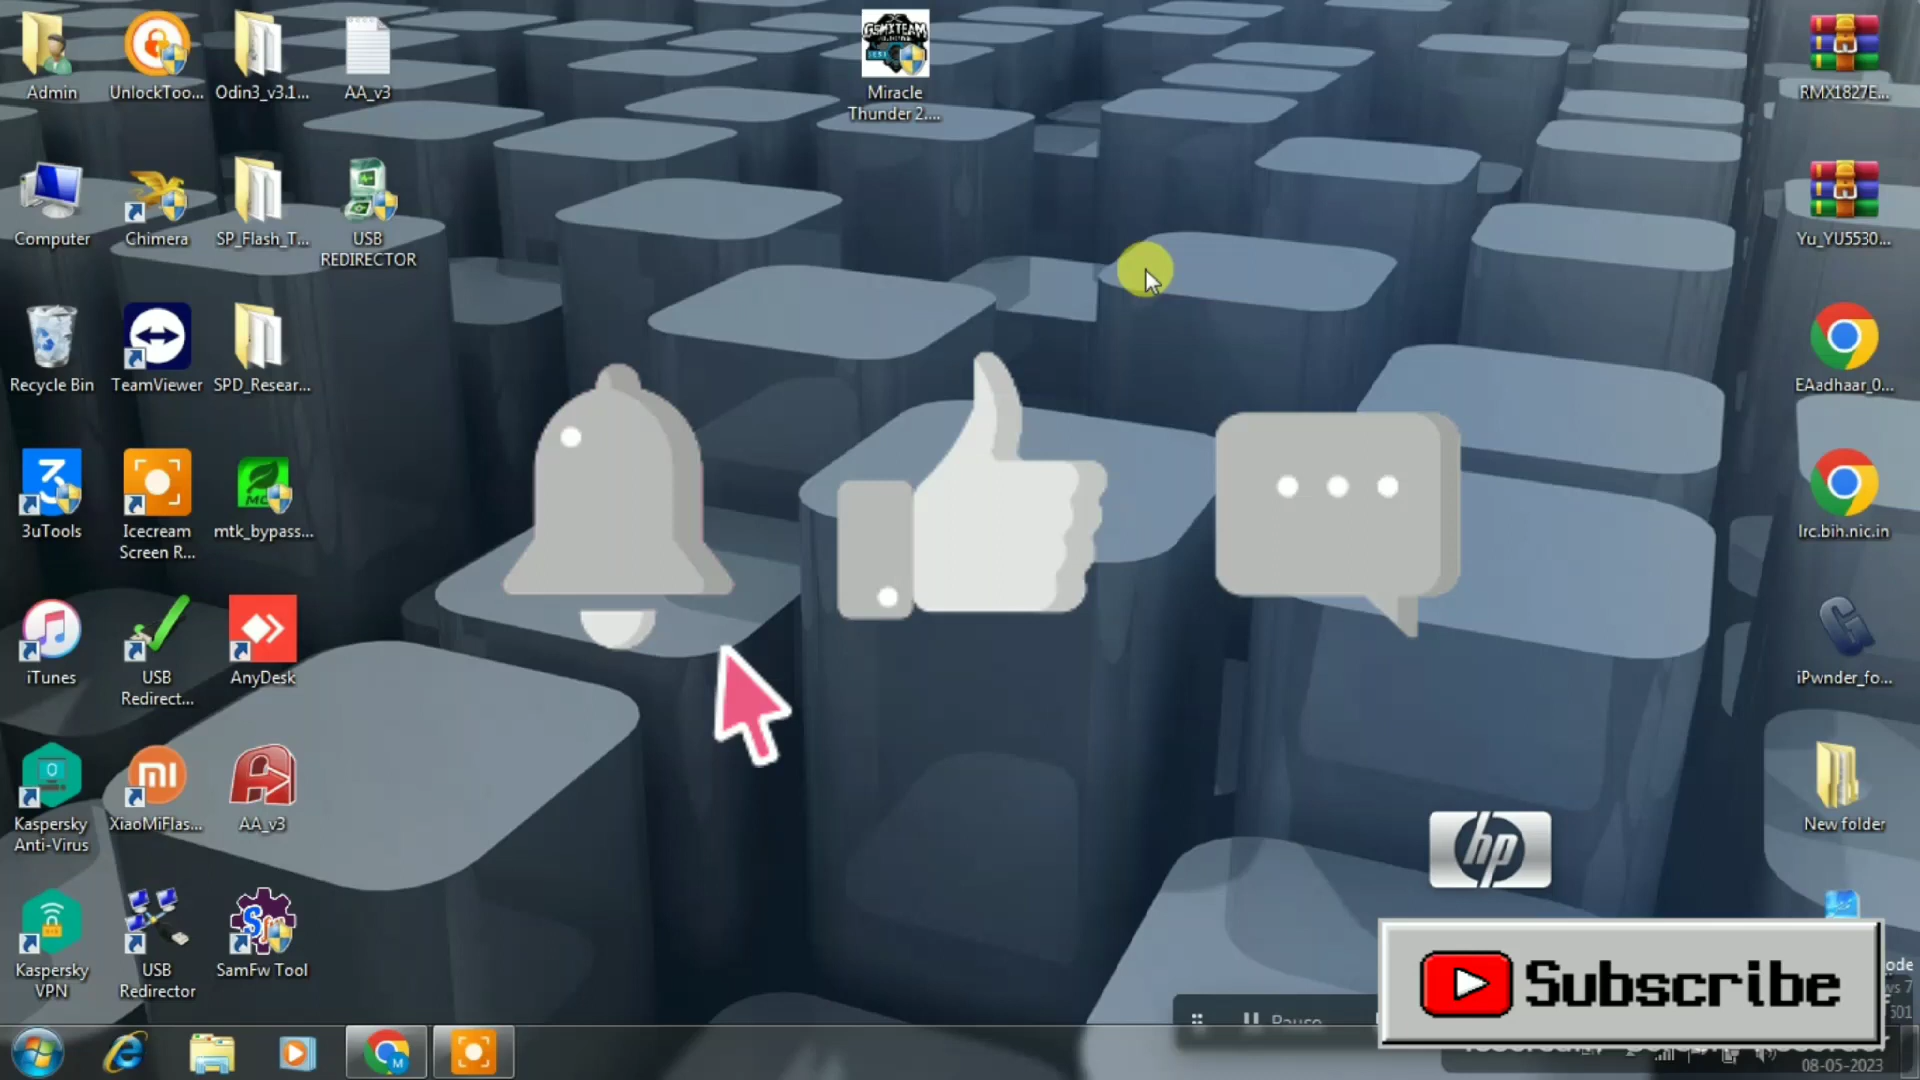 Admin
UnlockToo...
Odin3_v3.1...
AA_v3
Miracle
Thunder 2....
RMX1827E...
Computer
Chimera
SP_Flash_T...
USB
REDIRECTOR
Yu_YU5530...
Recycle Bin
TeamViewer
SPD_Resear...
EAadhaar_0...
3uTools
Icecream
Screen R...
mtk_bypass...
lrc.bih.nic.in
iTunes
USB
Redirect...
AnyDesk
iPwnder_fo...
Kaspersky
Anti-Virus
XiaoMiFlas...
AA_v3
New folder
hp
Kaspersky
VPN
USB
Redirector
SamFw Tool
Subscribe
Pause
08-05-2023